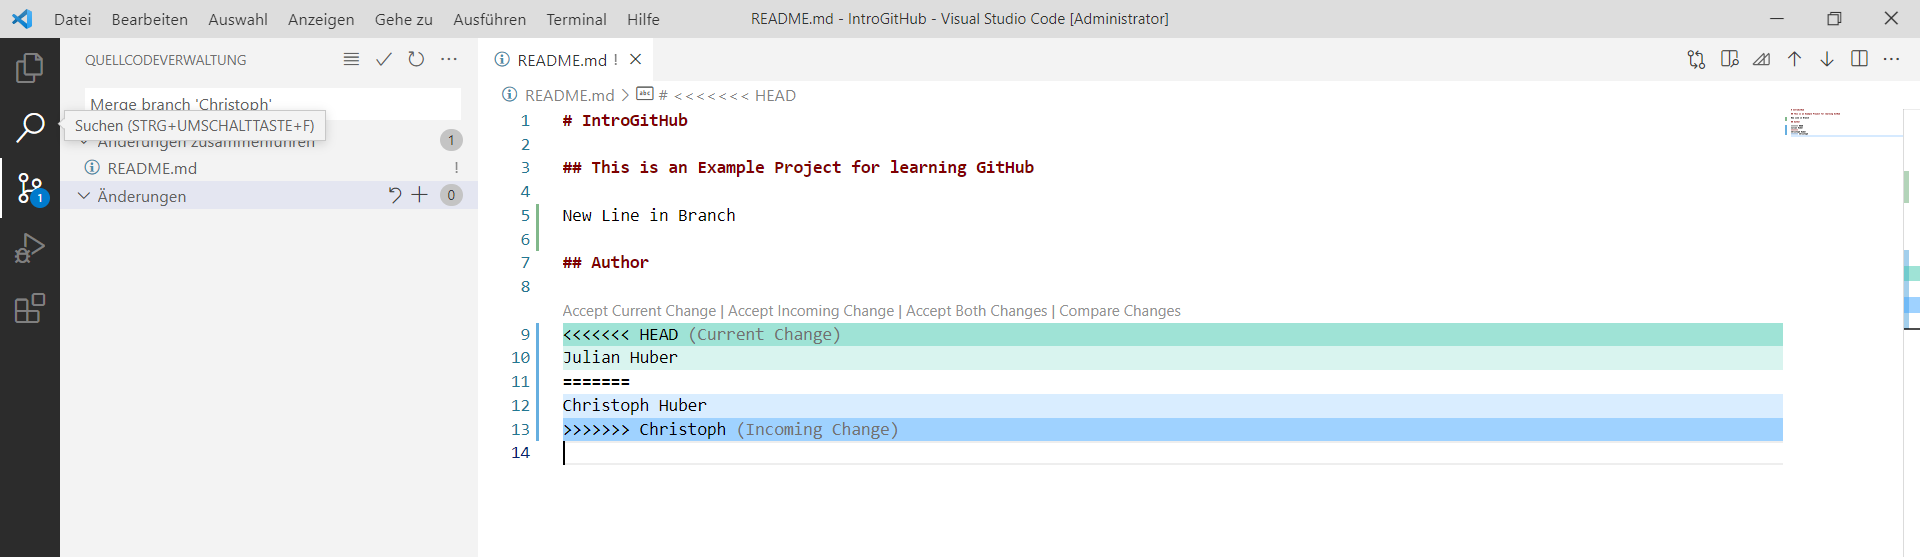 Datei Bearbeiten Auswahl Anzeigen Gehe zu Ausführen Terminal Hilfe README.md - IntroGitHub - Visual Studio Code [Administrator]
QUELLCODEVERWALTUNG
Merge branch 'Christoph'
Suchen (STRG+UMSCHALTTASTE+F)
Änderungen zusammenführen 1
README.md !
Änderungen 0
1
README.md !
README.md > # <<<<<<< HEAD
1 # IntroGitHub
2
3 ## This is an Example Project for learning GitHub
4
5 New Line in Branch
6
7 ## Author
8
Accept Current Change | Accept Incoming Change | Accept Both Changes | Compare Changes
9 <<<<<<< HEAD (Current Change)
10 Julian Huber
11 =======
12 Christoph Huber
13 >>>>>>> Christoph (Incoming Change)
14